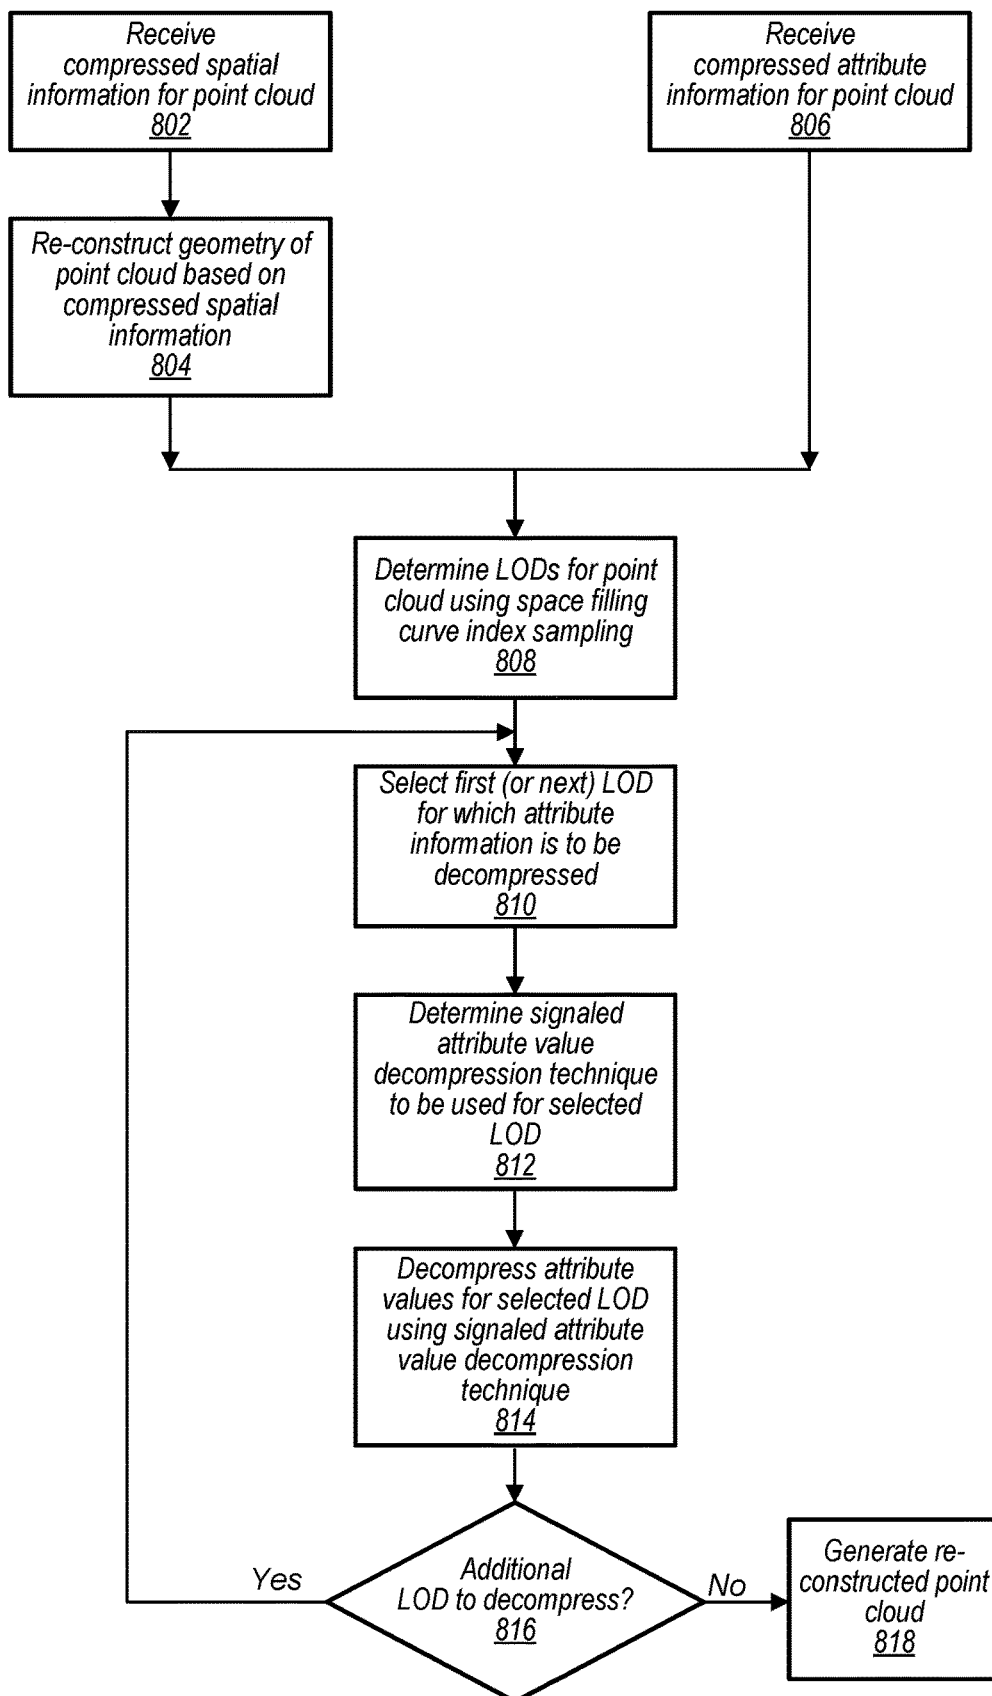 Receive
compressed spatial
information for point cloud
802
Receive
compressed attribute
information for point cloud
806
Re-construct geometry of
point cloud based on
compressed spatial
information
804
Determine LODs for point
cloud using space filling
curve index sampling
808
Select first (or next) LOD
for which attribute
information is to be
decompressed
810
Determine signaled
attribute value
decompression technique
to be used for selected
LOD
812
Decompress attribute
values for selected LOD
using signaled attribute
value decompression
technique
814
Additional
LOD to decompress?
816
Yes
No
Generate re-
constructed point
cloud
818